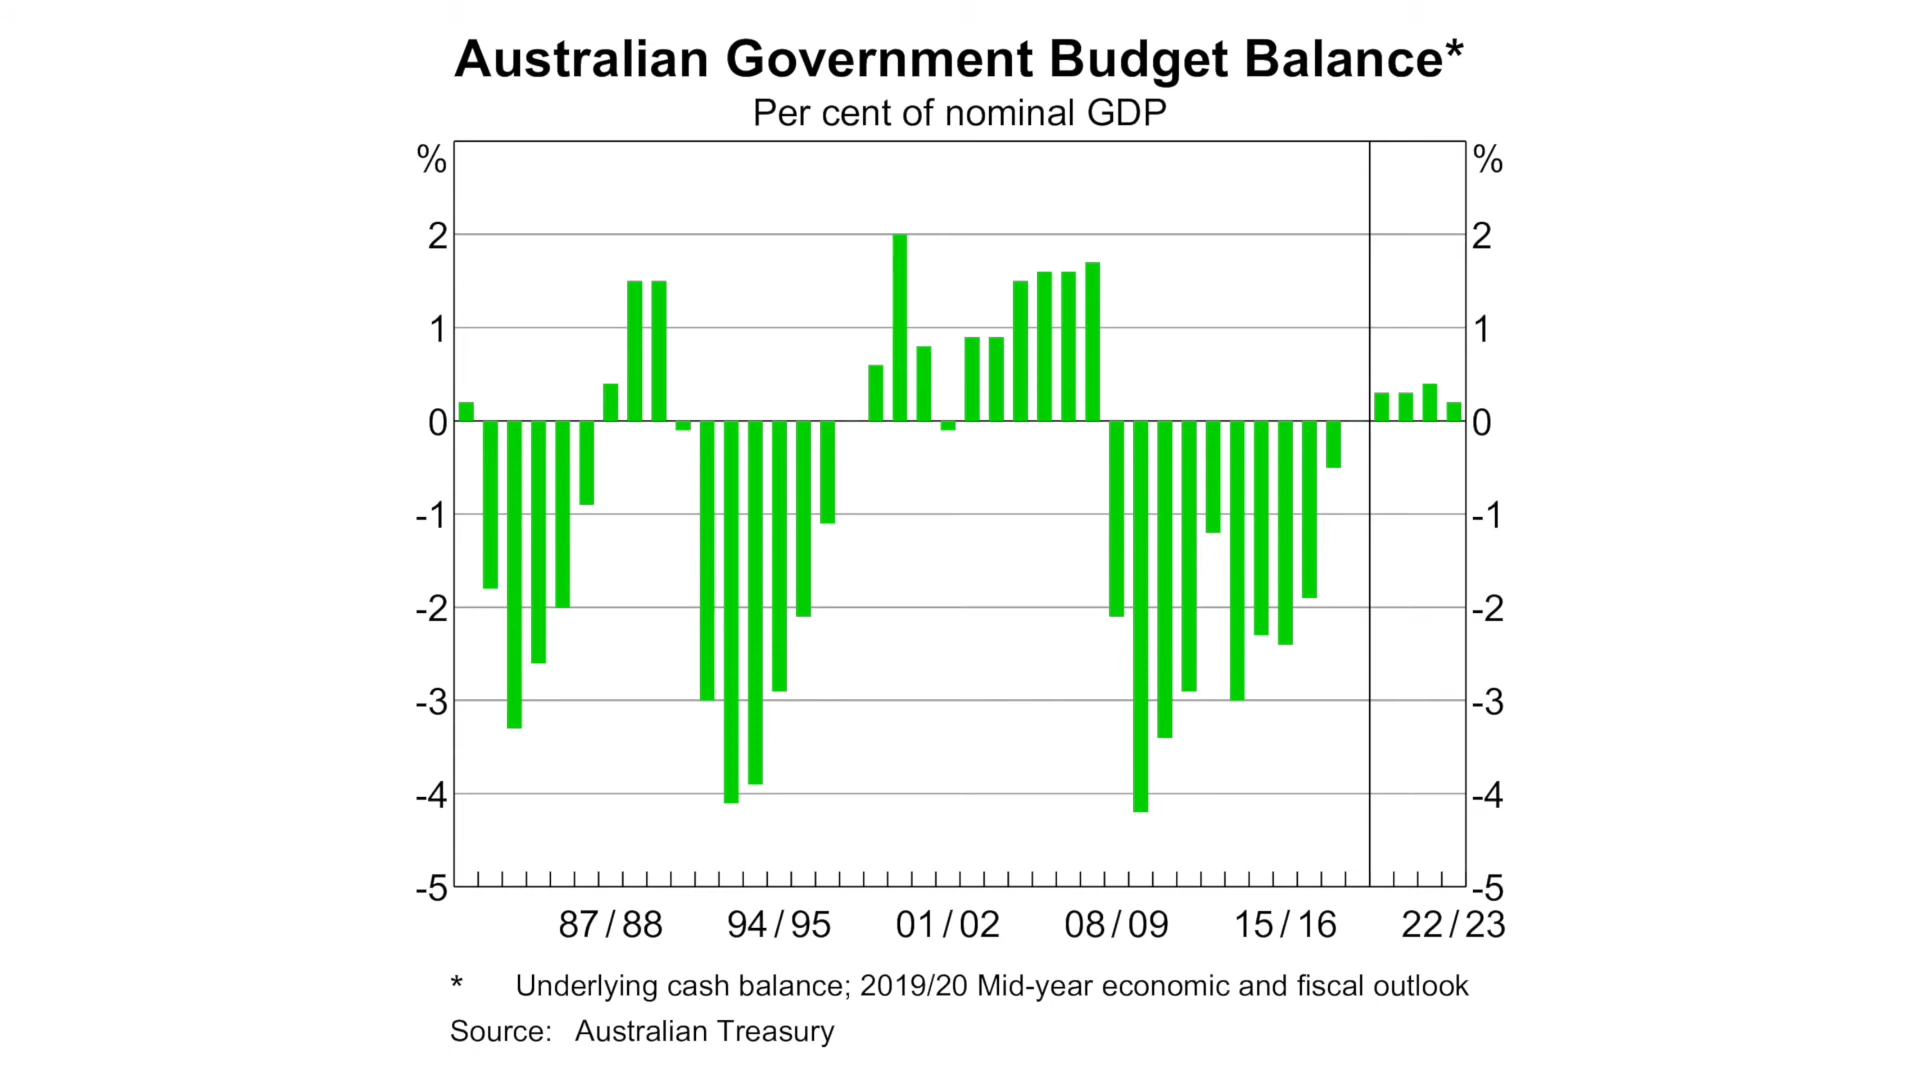 Australian Government Budget Balance*
Per cent of nominal GDP
% %
2 2
1 1
0 0
-1 -1
-2 -2
-3 -3
-4 -4
-5 -5
87/88 94/95 01/02 08/09 15/16 22/23
* Underlying cash balance; 2019/20 Mid-year economic and fiscal outlook
Source: Australian Treasury